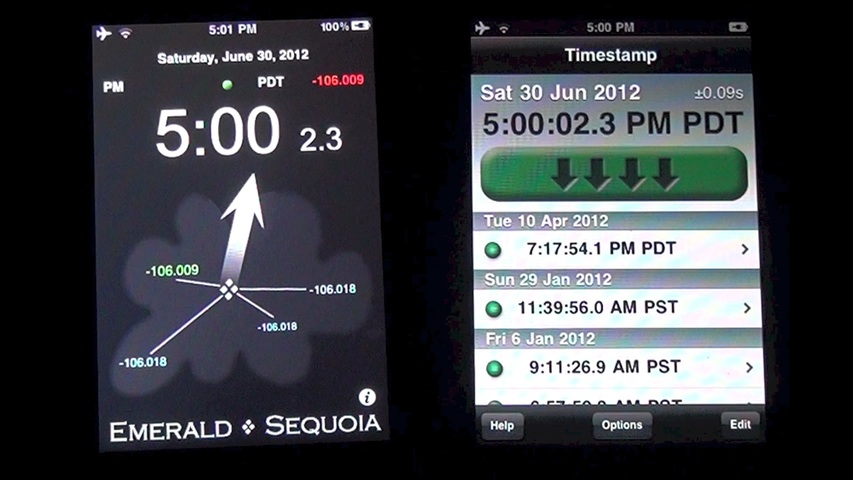 5:01 PM
100%
Saturday, June 30, 2012
PM
PDT
-106.009
5:00 2.3
-106.009
-106.018
-106.018
-106.018
i
EMERALD SEQUOIA
5:00 PM
Timestamp
Sat 30 Jun 2012 ±0.09s
5:00:02.3 PM PDT
Tue 10 Apr 2012
7:17:54.1 PM PDT
Sun 29 Jan 2012
11:39:56.0 AM PST
Fri 6 Jan 2012
9:11:26.9 AM PST
Help
Options
Edit